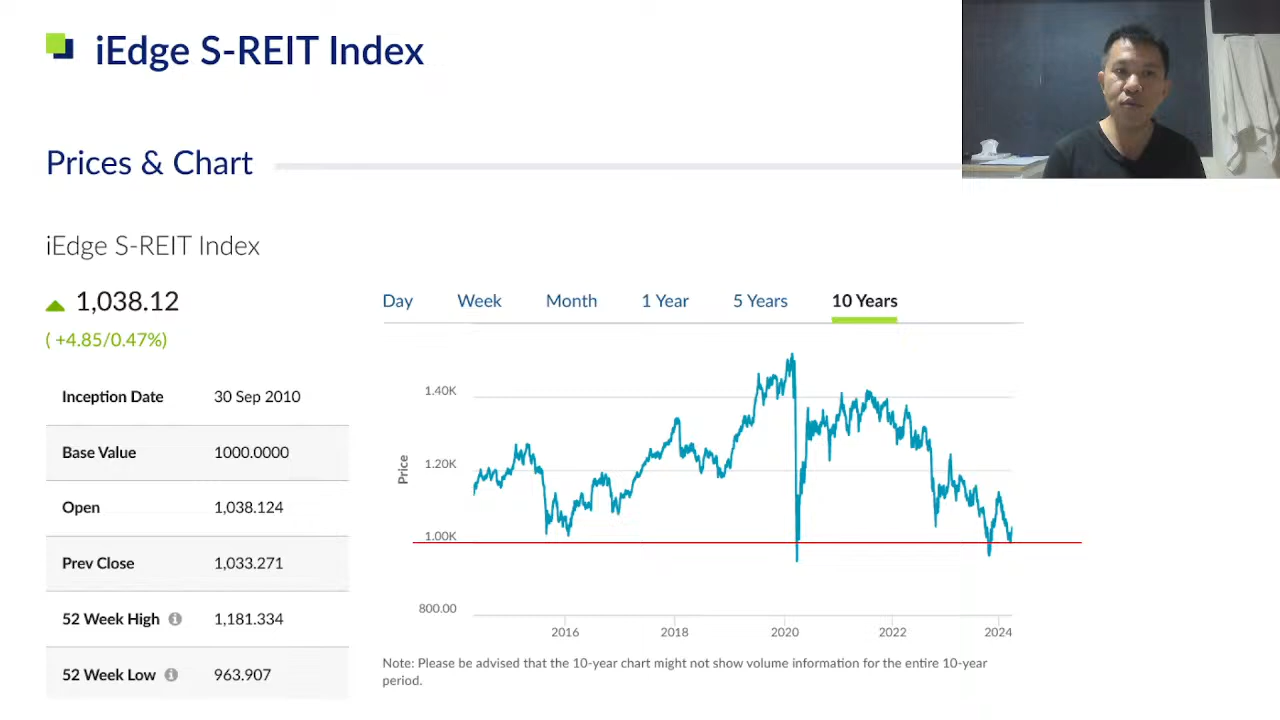 iEdge S-REIT Index
Prices & Chart
iEdge S-REIT Index
1,038.12
( +4.85/0.47%)
Inception Date 30 Sep 2010
Base Value 1000.0000
Open 1,038.124
Prev Close 1,033.271
52 Week High 1,181.334
52 Week Low 963.907
Day Week Month 1 Year 5 Years 10 Years
Price
1.40K
1.20K
1.00K
800.00
2016 2018 2020 2022 2024
Note: Please be advised that the 10-year chart might not show volume information for the entire 10-year
period.